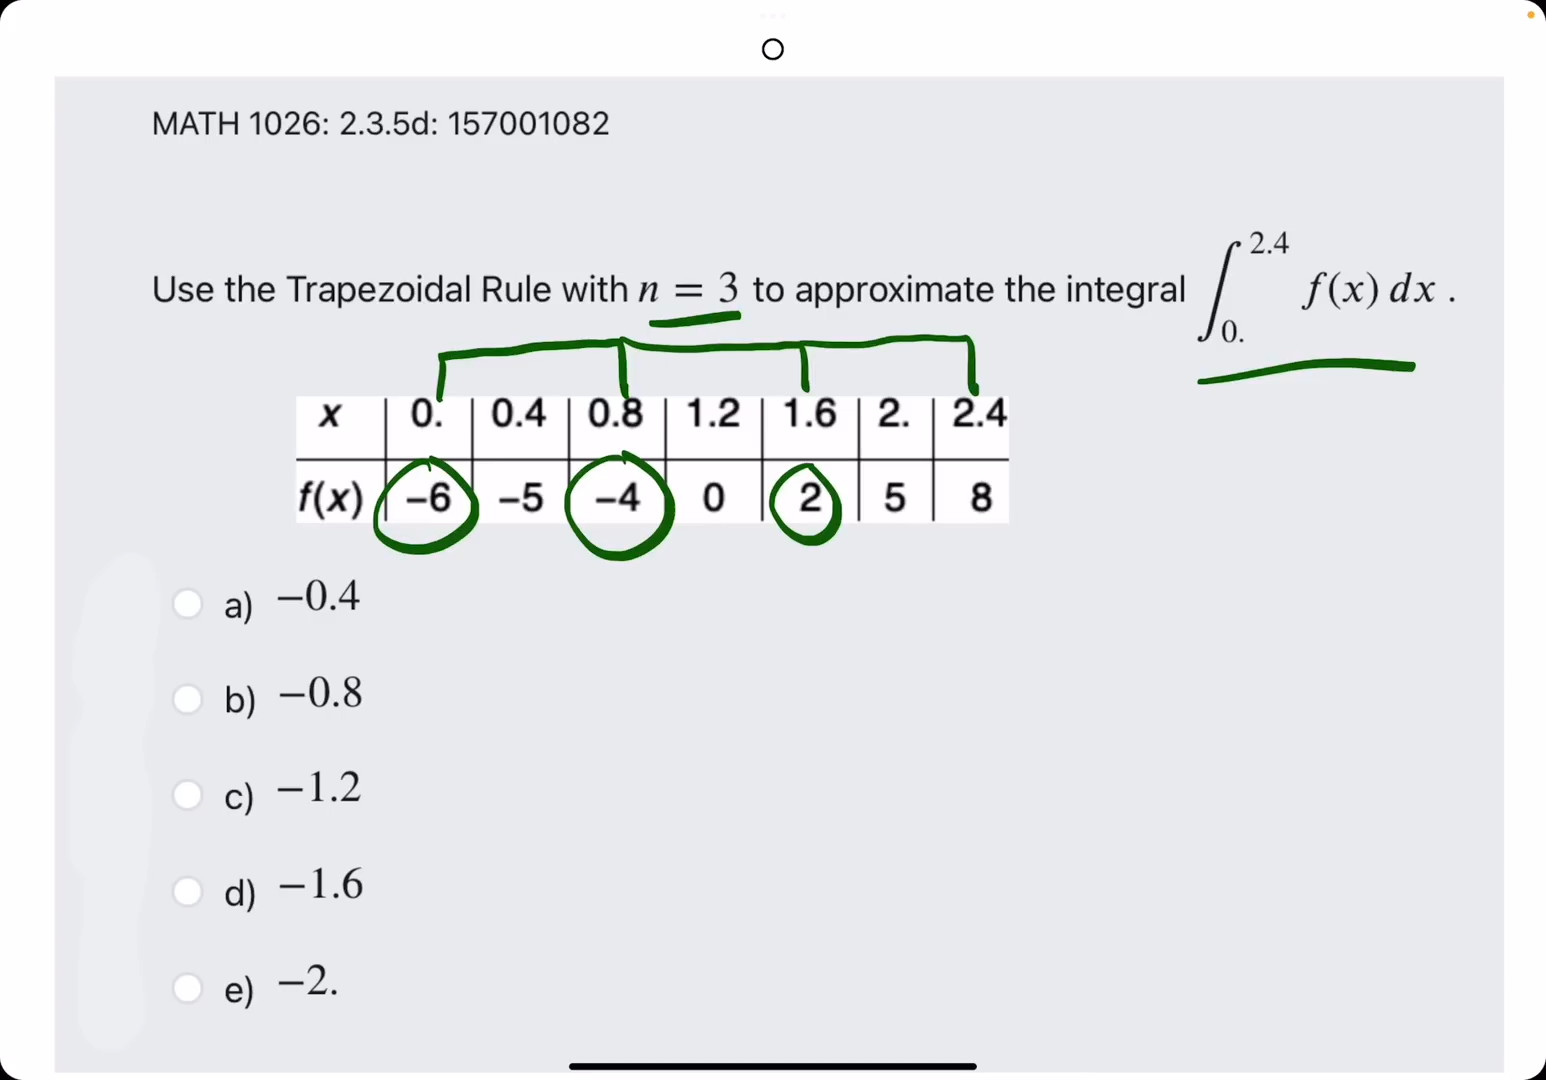 MATH 1026: 2.3.5d: 157001082
Use the Trapezoidal Rule with n = 3 to approximate the integral ∫_{0.}^{2.4} f(x) dx .
x 0. 0.4 0.8 1.2 1.6 2. 2.4
f(x) −6 −5 −4 0 2 5 8
a) −0.4
b) −0.8
c) −1.2
d) −1.6
e) −2.